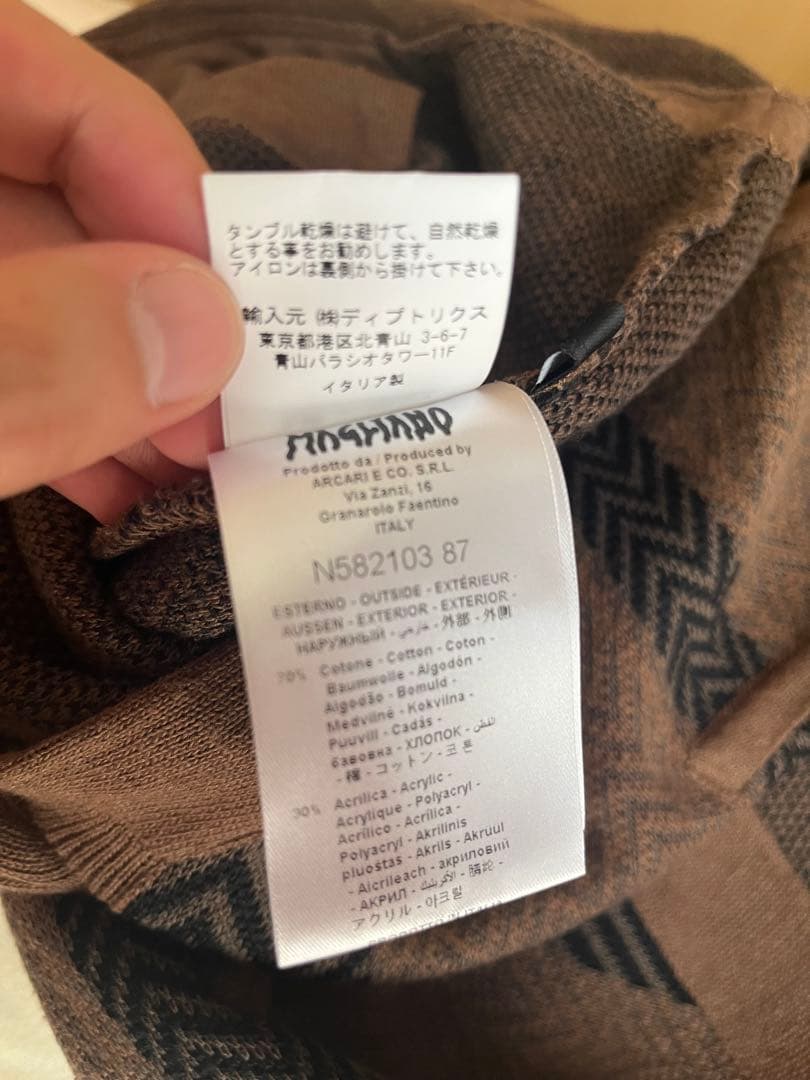 タンブル乾燥は避けて、自然乾燥
とする事をお勧めします。
アイロンは裏側から掛けて下さい。
輸入元 ㈱ディプトリクス
東京都港区北青山 3-6-7
青山パラシオタワー11F
イタリア製
Prodotto da / Produced by
ARCARI E CO. S.R.L.
Via Zanzi, 16
Granarolo Faentino
ITALY
N582103 87
ESTERNO - OUTSIDE - EXTÉRIEUR -
AUSSEN - EXTERIOR - EXTERIOR -
НАРУЖНЫЙ - خارجي - 外部 - 外側
70% Cotone - Cotton - Coton -
Baumwolle - Algodón -
Algodão - Bomuld -
Medvilnė - Kokvilna -
Puuvill - Cadás -
бавовна - ХЛОПОК - القطن
- 棉 - コットン - 코튼
30% Acrilica - Acrylic -
Acrylique - Polyacryl -
Acrílico - Acrílica -
Polyacryl - Akrilinis
pluoštas - Akrils - Akrüül
- Aicrileach - акриловий
- АКРИЛ - الأكريليك - 腈纶 -
アクリル - 아크릴